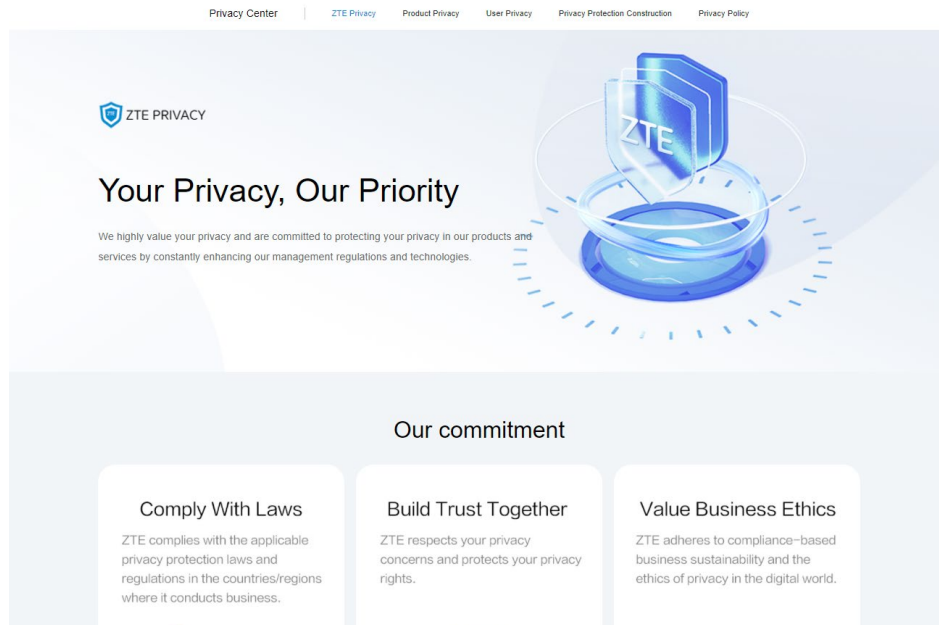 Privacy Center
ZTE Privacy
Product Privacy
User Privacy
Privacy Protection Construction
Privacy Policy
ZTE PRIVACY
ZTE
Your Privacy, Our Priority
We highly value your privacy and are committed to protecting your privacy in our products and
services by constantly enhancing our management regulations and technologies.
Our commitment
Comply With Laws
ZTE complies with the applicable
privacy protection laws and
regulations in the countries/regions
where it conducts business.
Build Trust Together
ZTE respects your privacy
concerns and protects your privacy
rights.
Value Business Ethics
ZTE adheres to compliance-based
business sustainability and the
ethics of privacy in the digital world.